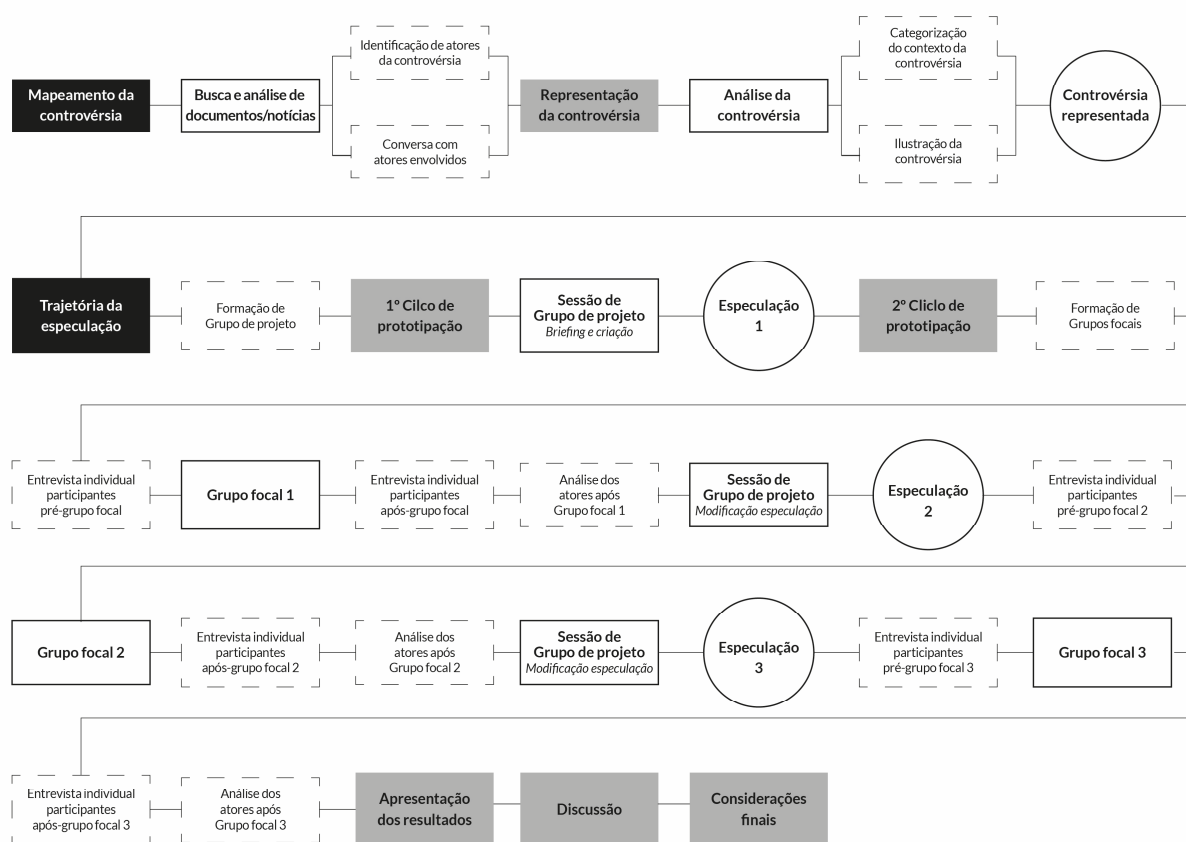 Mapeamento da
controvérsia
Busca e análise de
documentos/notícias
Identificação de atores
da controvérsia
Conversa com
atores envolvidos
Representação
da controvérsia
Análise da
controvérsia
Categorização
do contexto da
controvérsia
Ilustração da
controvérsia
Controvérsia
representada
Trajetória da
especulação
Formação de
Grupo de projeto
1º Cilco de
prototipação
Sessão de
Grupo de projeto
Briefing e criação
Especulação
1
2º Cliclo de
prototipação
Formação de
Grupos focais
Entrevista individual
participantes
pré-grupo focal
Grupo focal 1
Entrevista individual
participantes
após-grupo focal
Análise dos
atores após
Grupo focal 1
Sessão de
Grupo de projeto
Modificação especulação
Especulação
2
Entrevista individual
participantes
pré-grupo focal 2
Grupo focal 2
Entrevista individual
participantes
após-grupo focal 2
Análise dos
atores após
Grupo focal 2
Sessão de
Grupo de projeto
Modificação especulação
Especulação
3
Entrevista individual
participantes
pré-grupo focal 3
Grupo focal 3
Entrevista individual
participantes
após-grupo focal 3
Análise dos
atores após
Grupo focal 3
Apresentação
dos resultados
Discussão
Considerações
finais